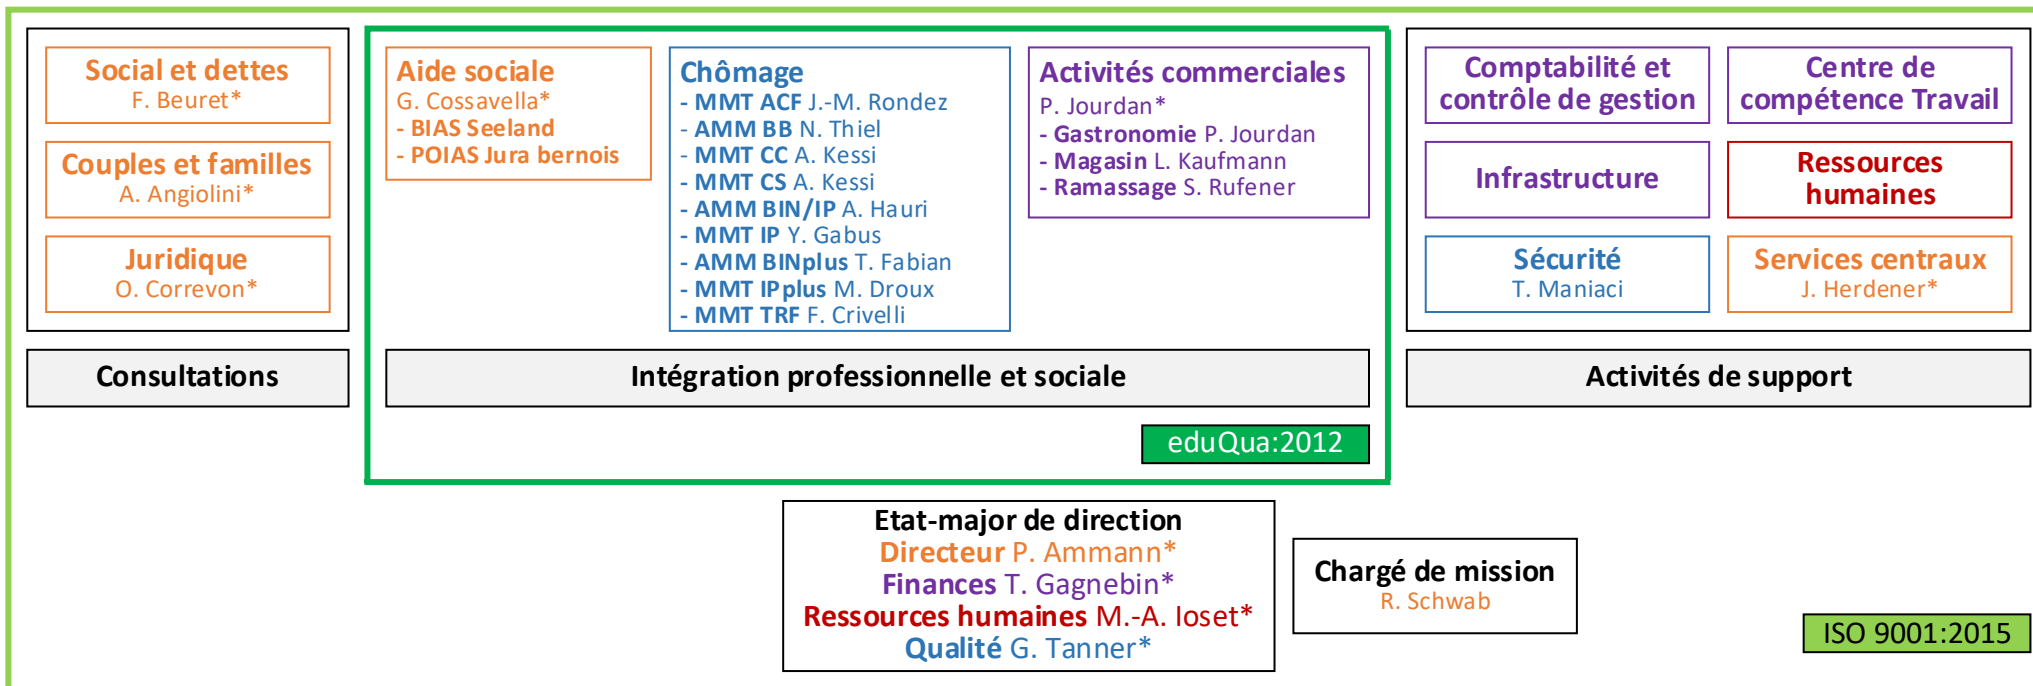 Social et dettes
F. Beuret*
Couples et familles
A. Angiolini*
Juridique
O. Correvon*
Consultations
Aide sociale
G. Cossavella*
- BIAS Seeland
- POIAS Jura bernois
Chômage
- MMT ACF J.-M. Rondez
- AMM BB N. Thiel
- MMT CC A. Kessi
- MMT CS A. Kessi
- AMM BIN/IP A. Hauri
- MMT IP Y. Gabus
- AMM BINplus T. Fabian
- MMT IPplus M. Droux
- MMT TRF F. Crivelli
Activités commerciales
P. Jourdan*
- Gastronomie P. Jourdan
- Magasin L. Kaufmann
- Ramassage S. Rufener
Intégration professionnelle et sociale
eduQua:2012
Comptabilité et
contrôle de gestion
Centre de
compétence Travail
Infrastructure
Ressources
humaines
Sécurité
T. Maniaci
Services centraux
J. Herdener*
Activités de support
Etat-major de direction
Directeur P. Ammann*
Finances T. Gagnebin*
Ressources humaines M.-A. Ioset*
Qualité G. Tanner*
Chargé de mission
R. Schwab
ISO 9001:2015